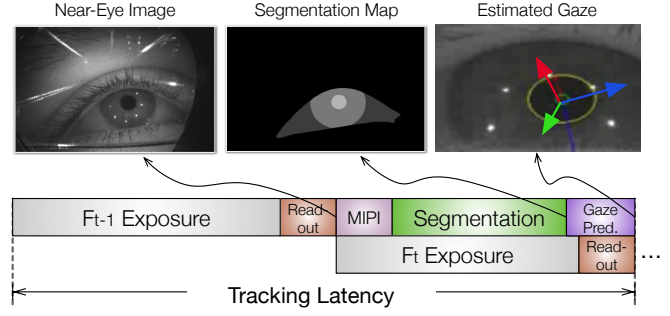 Near-Eye Image
Segmentation Map
Estimated Gaze
Ft-1 Exposure
Read
out
MIPI
Segmentation
Gaze
Pred.
Ft Exposure
Read-
out
...
Tracking Latency